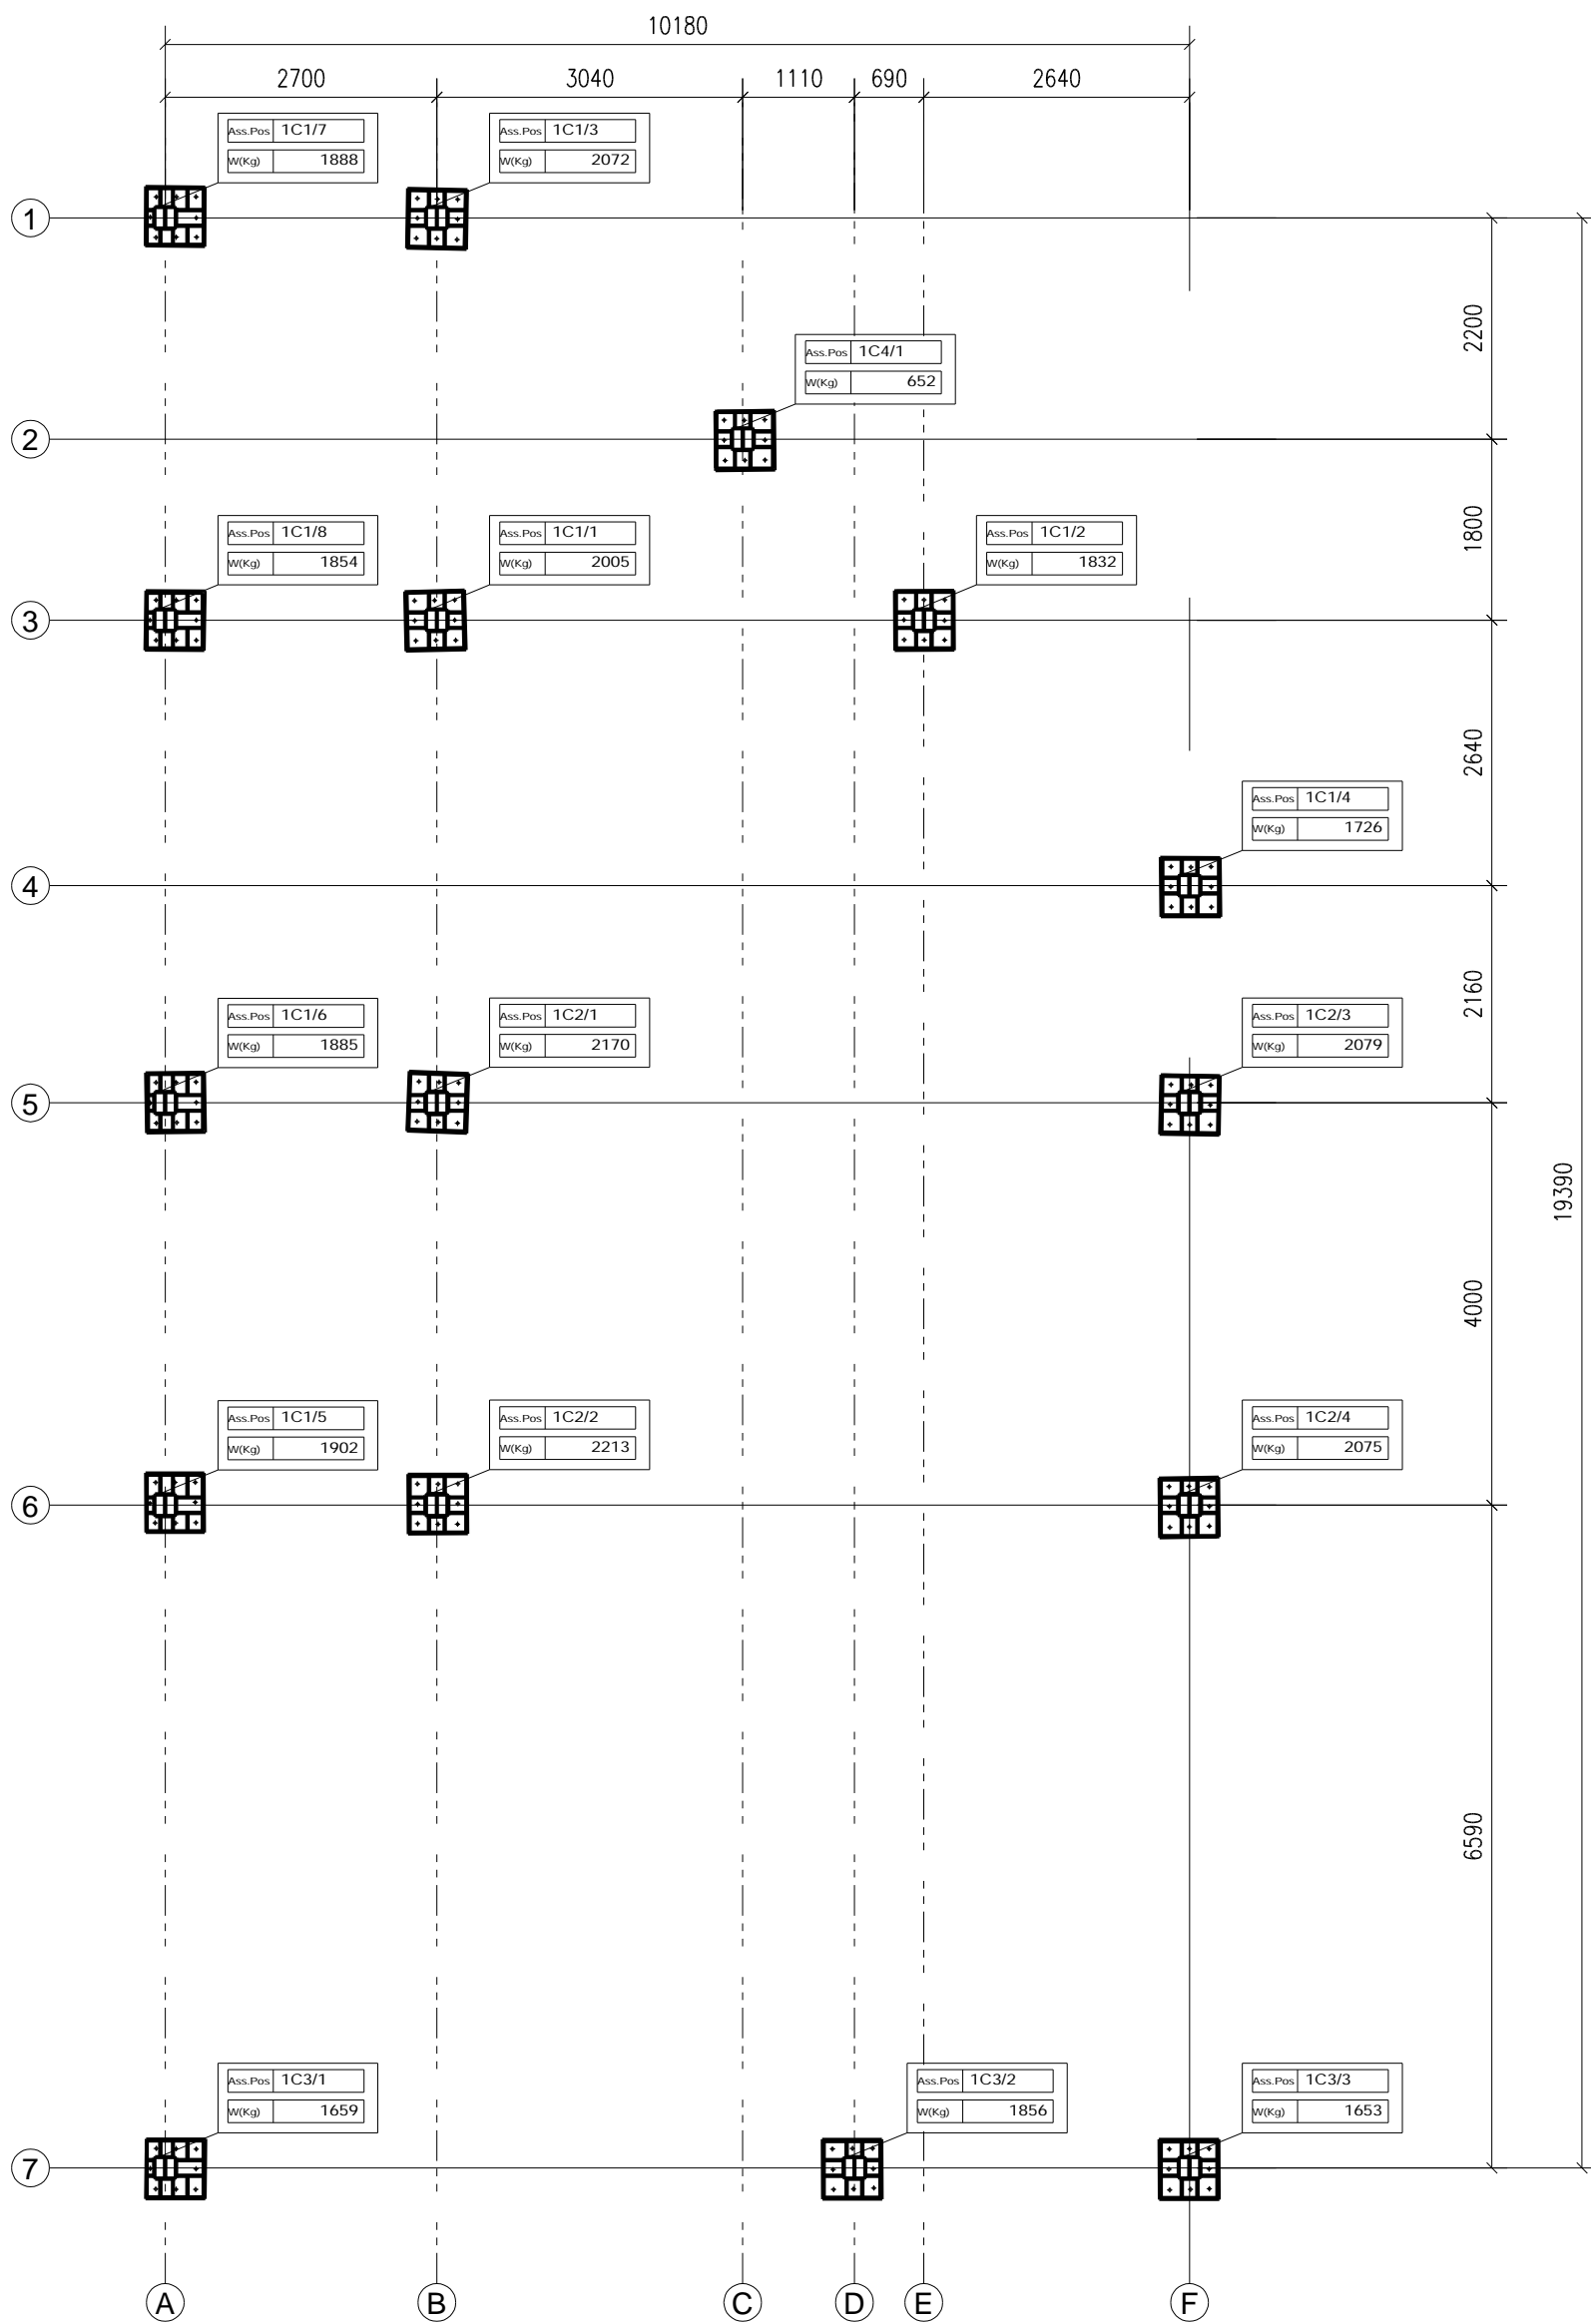 10180
2700 3040 1110 690 2640
Ass.Pos 1C1/7
W(Kg) 1888
Ass.Pos 1C1/3
W(Kg) 2072
1
2200
Ass.Pos 1C4/1
W(Kg) 652
2
1800
Ass.Pos 1C1/8
W(Kg) 1854
Ass.Pos 1C1/1
W(Kg) 2005
Ass.Pos 1C1/2
W(Kg) 1832
3
2640
Ass.Pos 1C1/4
W(Kg) 1726
4
2160
Ass.Pos 1C1/6
W(Kg) 1885
Ass.Pos 1C2/1
W(Kg) 2170
Ass.Pos 1C2/3
W(Kg) 2079
5
19390
4000
Ass.Pos 1C1/5
W(Kg) 1902
Ass.Pos 1C2/2
W(Kg) 2213
Ass.Pos 1C2/4
W(Kg) 2075
6
6590
Ass.Pos 1C3/1
W(Kg) 1659
Ass.Pos 1C3/2
W(Kg) 1856
Ass.Pos 1C3/3
W(Kg) 1653
7
A B C D E F